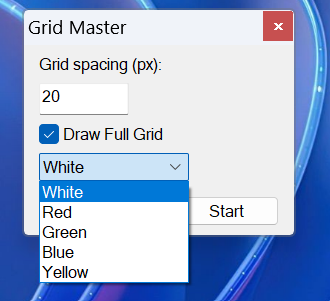 Grid Master
Grid spacing (px):
20
Draw Full Grid
White
White
Red
Green
Blue
Yellow
Start